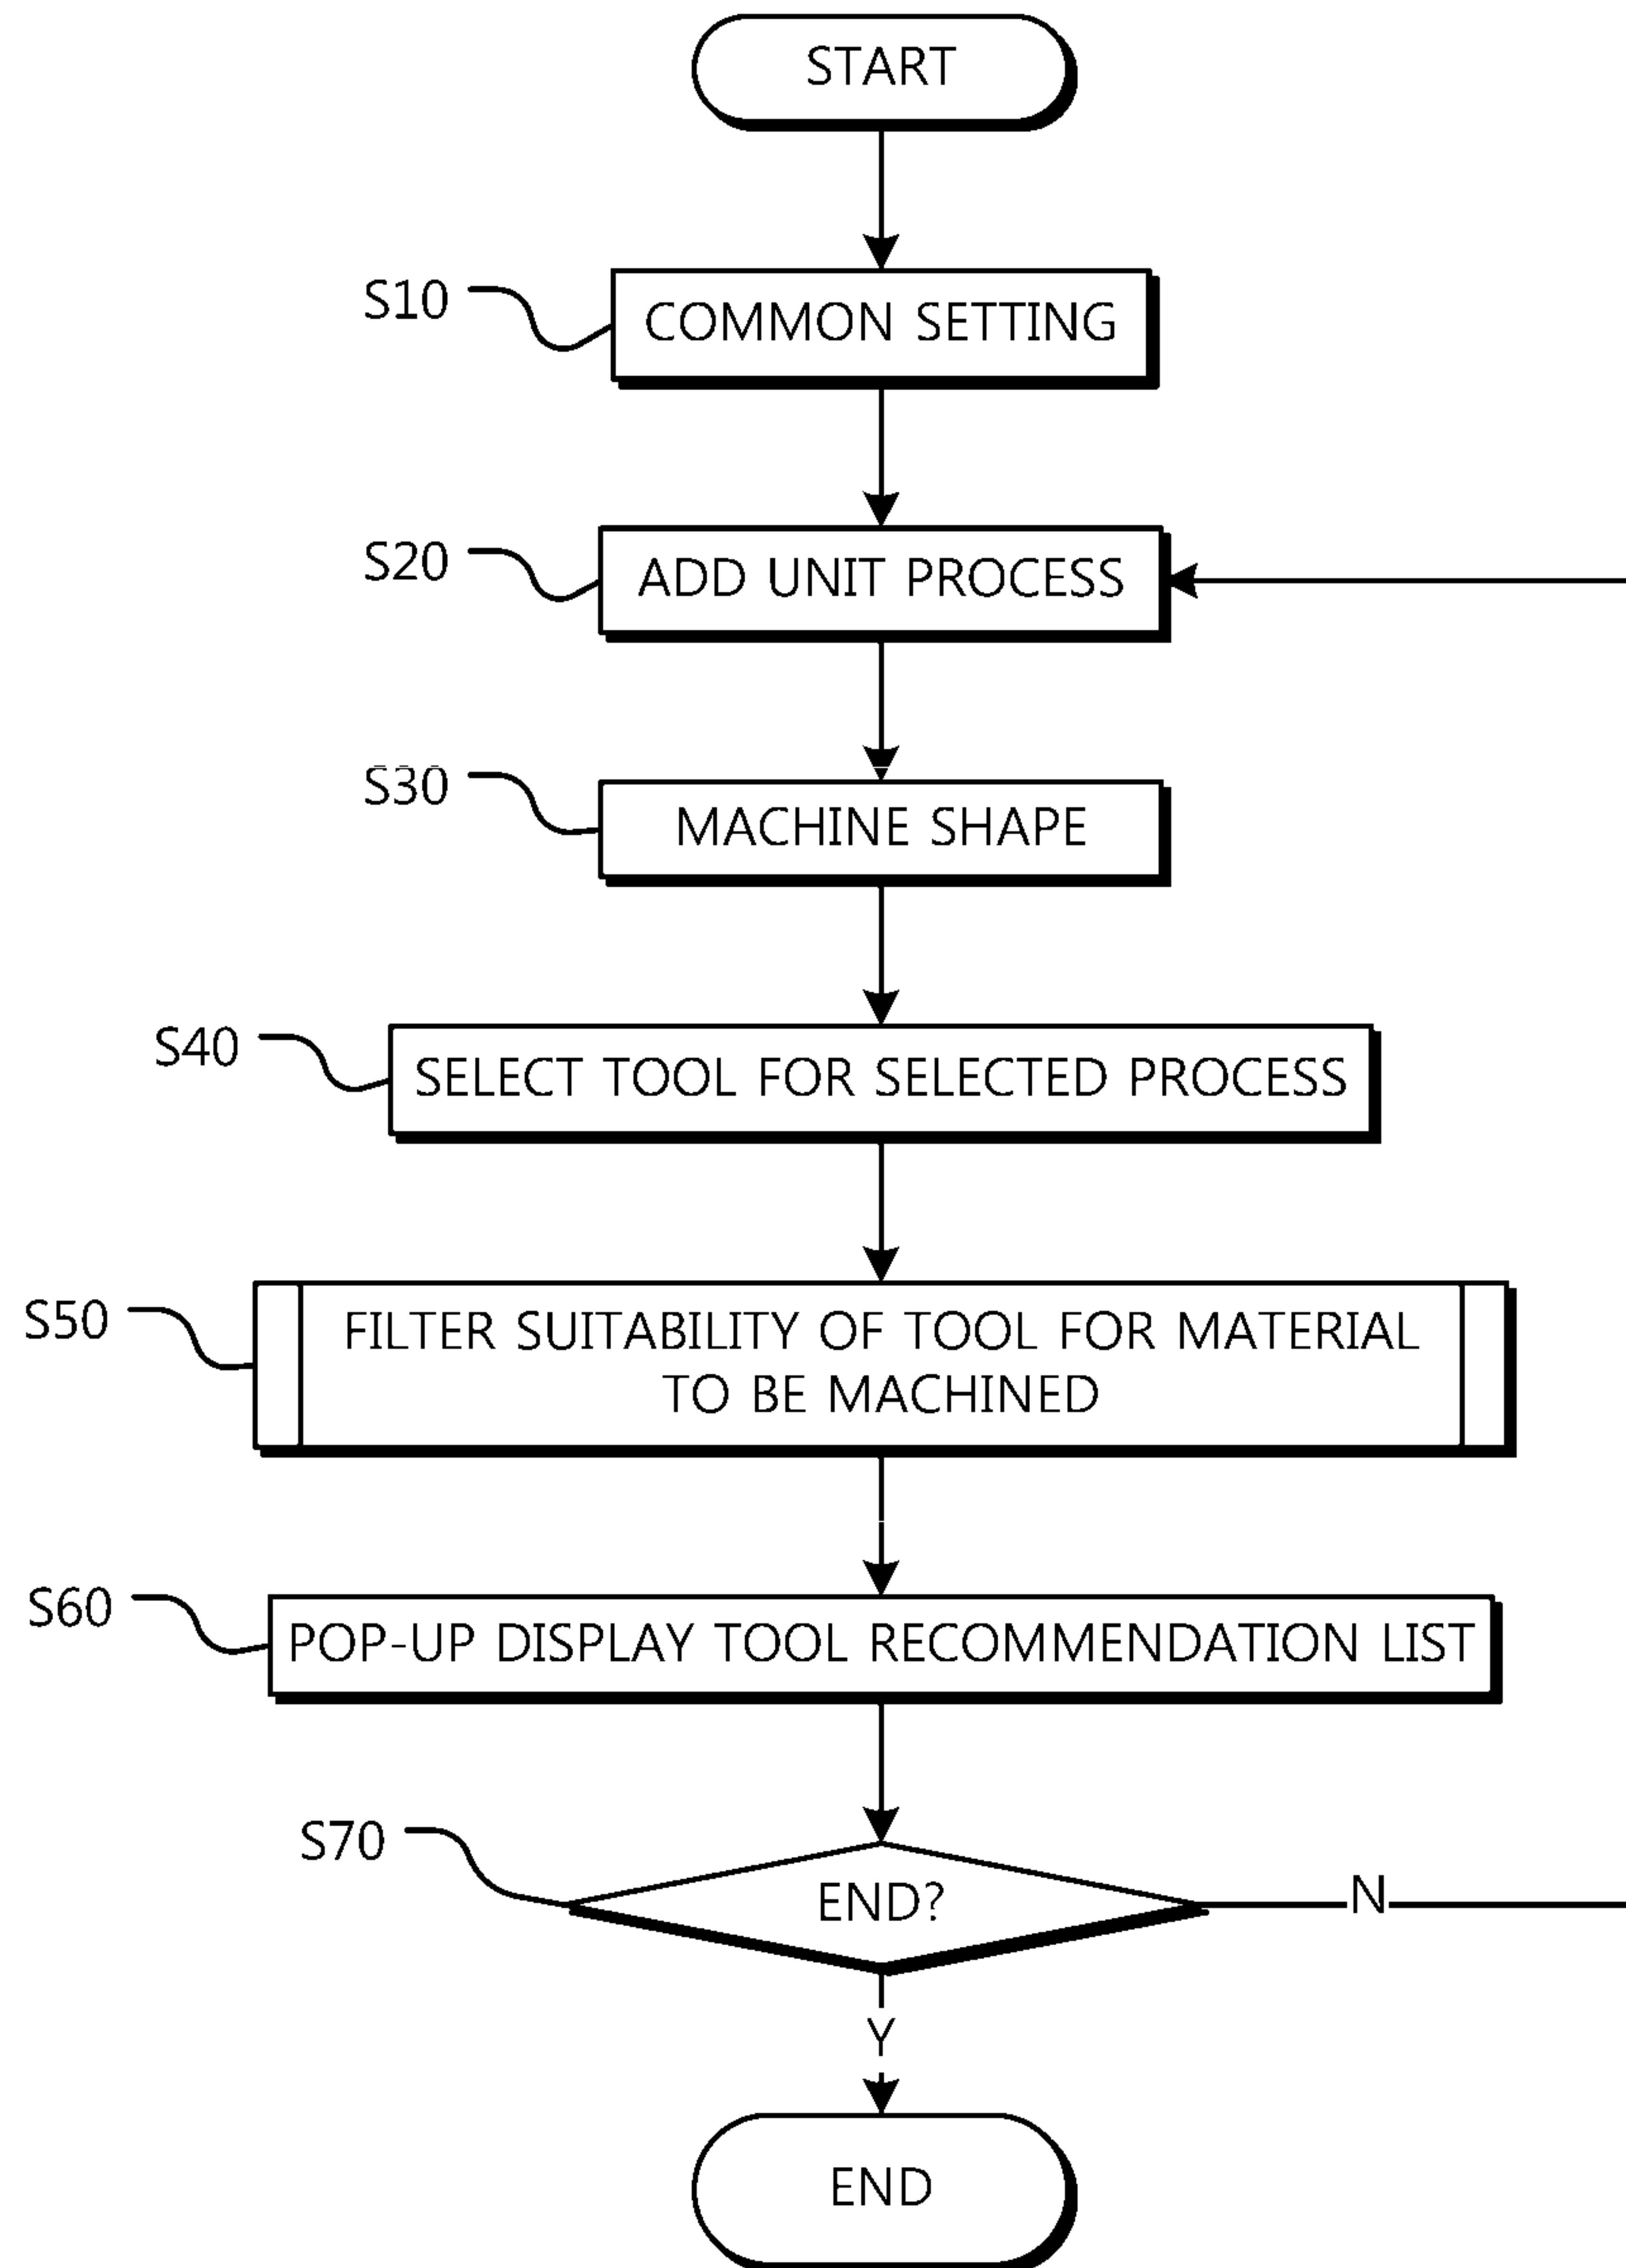 START
S10
COMMON SETTING
S20
ADD UNIT PROCESS
S30
MACHINE SHAPE
S40
SELECT TOOL FOR SELECTED PROCESS
S50
FILTER SUITABILITY OF TOOL FOR MATERIAL
TO BE MACHINED
S60
POP-UP DISPLAY TOOL RECOMMENDATION LIST
S70
END?
N
Y
END